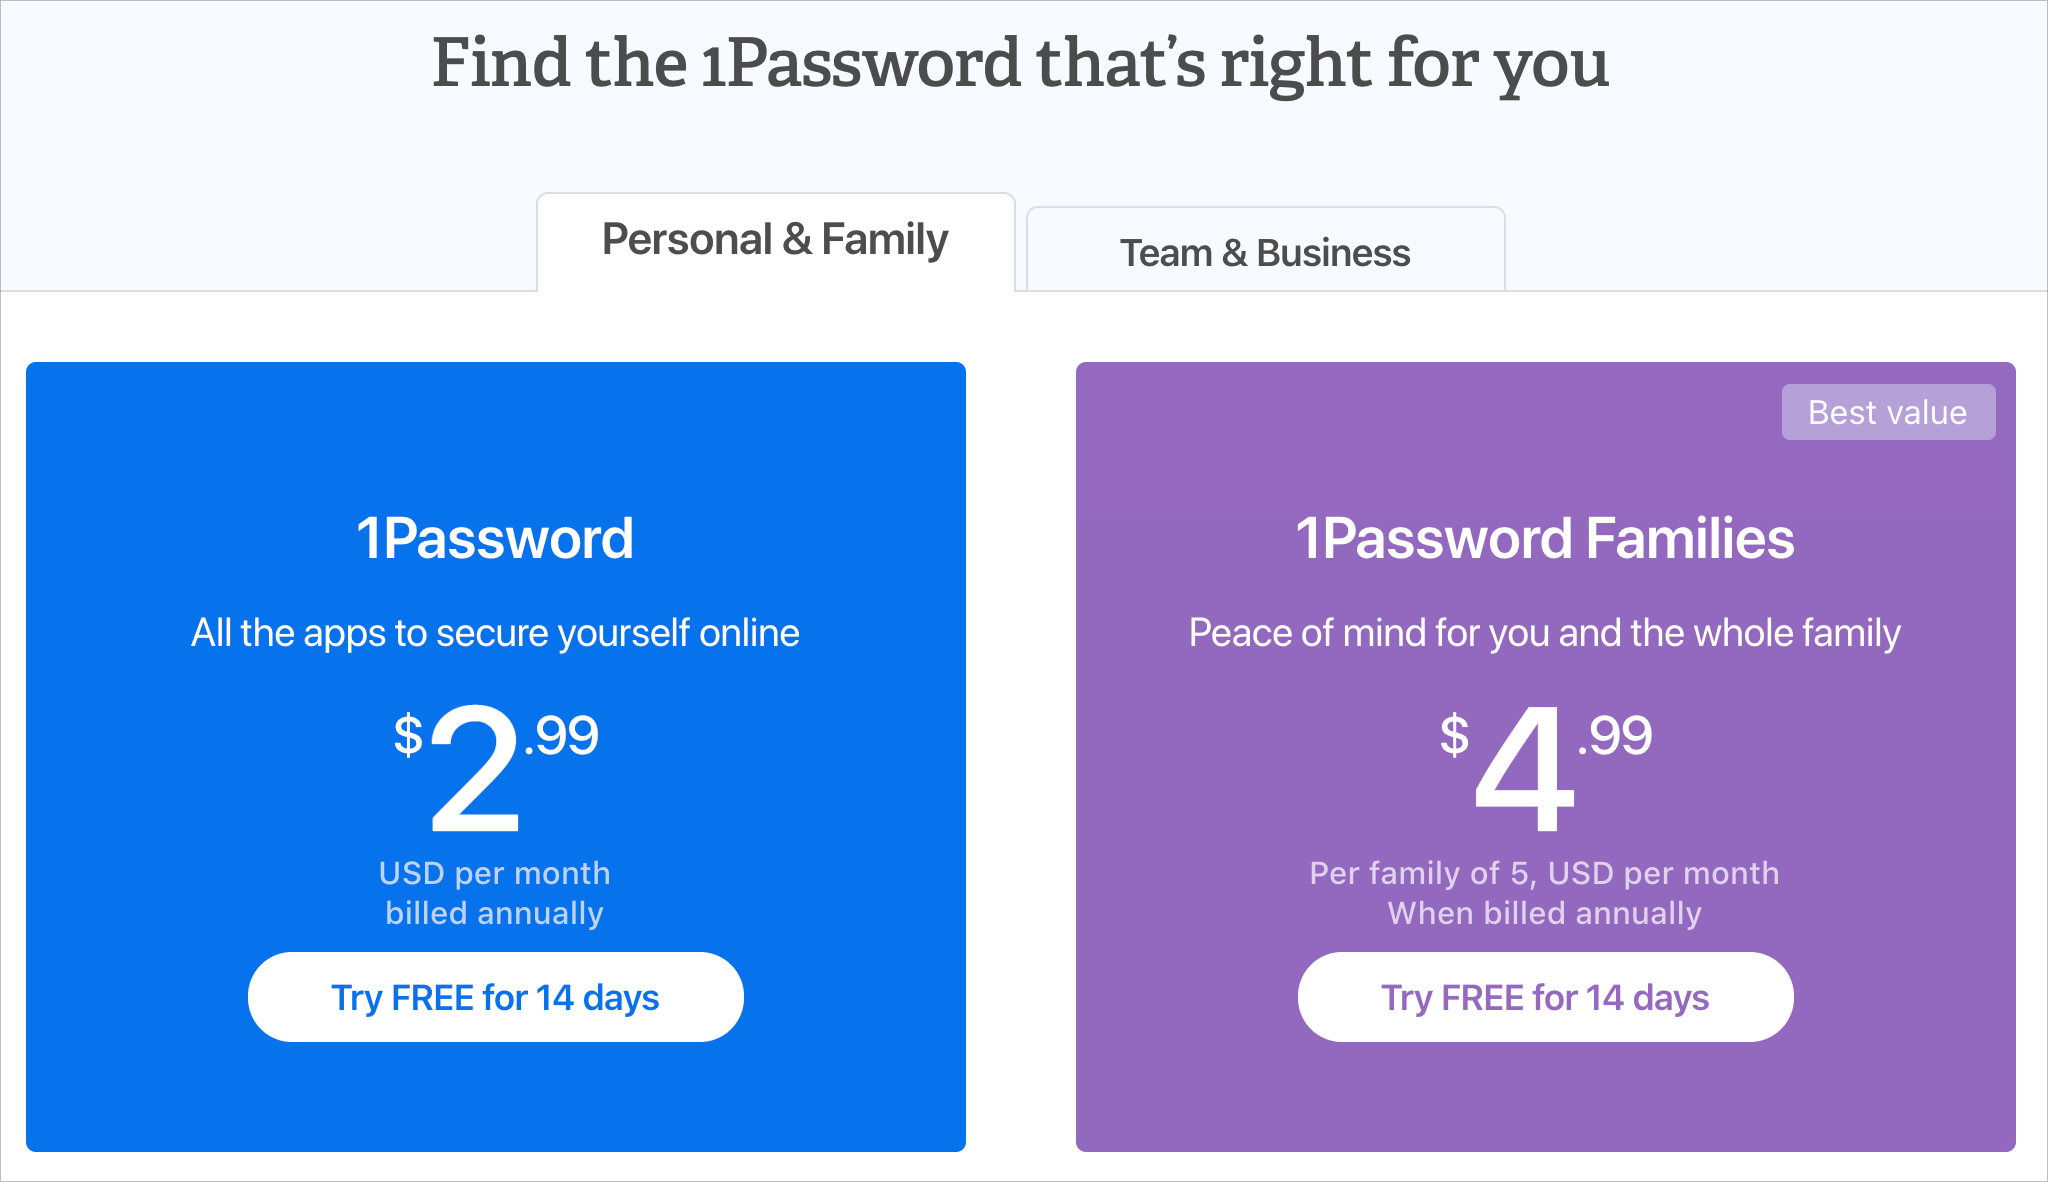 Find the 1Password that’s right for you
Personal & Family
Team & Business
1Password
All the apps to secure yourself online
$2.99
USD per month
billed annually
Try FREE for 14 days
Best value
1Password Families
Peace of mind for you and the whole family
$4.99
Per family of 5, USD per month
When billed annually
Try FREE for 14 days